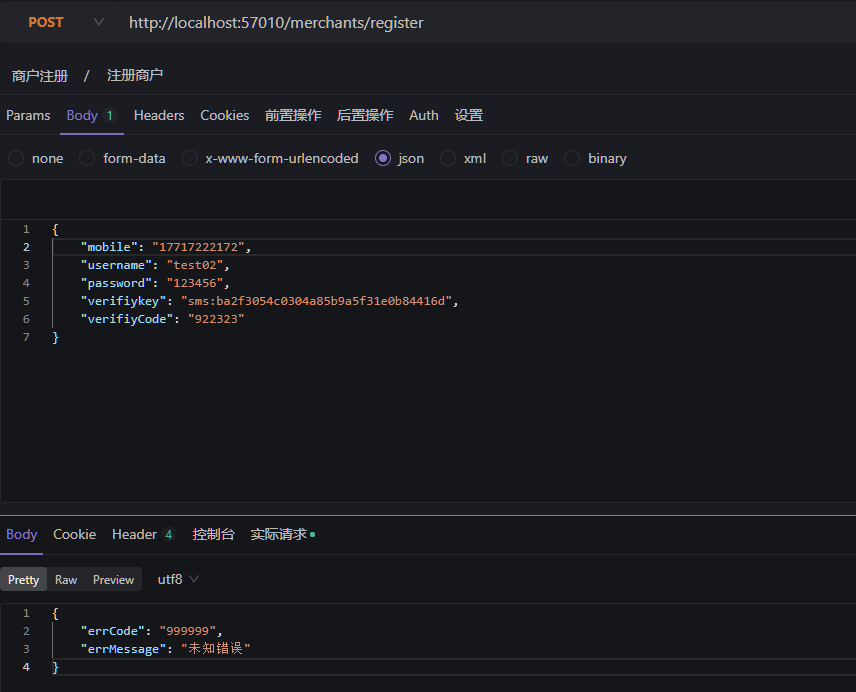 POST http://localhost:57010/merchants/register
商户注册 / 注册商户
Params Body 1 Headers Cookies 前置操作 后置操作 Auth 设置
none form-data x-www-form-urlencoded json xml raw binary
1 {
2 "mobile": "17717222172",
3 "username": "test02",
4 "password": "123456",
5 "verifiykey": "sms:ba2f3054c0304a85b9a5f31e0b84416d",
6 "verifiyCode": "922323"
7 }
Body Cookie Header 4 控制台 实际请求
Pretty Raw Preview utf8
1 {
2 "errCode": "999999",
3 "errMessage": "未知错误"
4 }